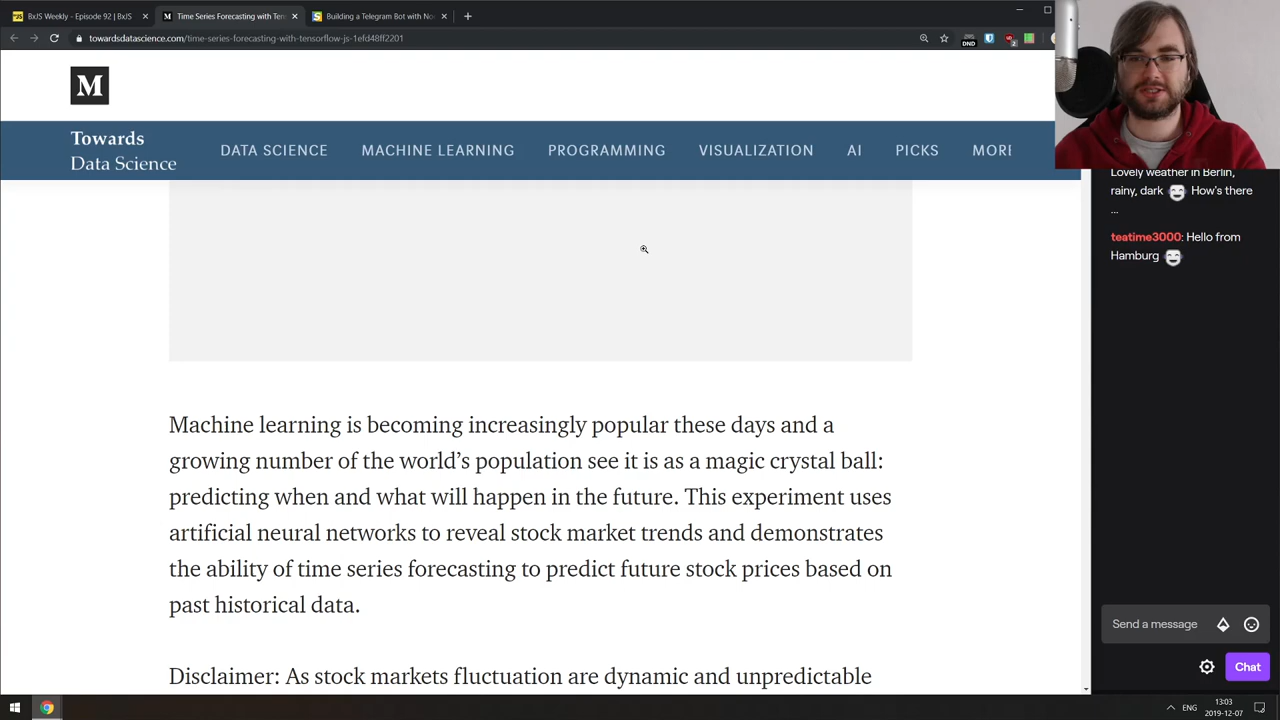 BxJS Weekly - Episode 92 | BxJS
Time Series Forecasting with Ten
Building a Telegram Bot with No
towardsdatascience.com/time-series-forecasting-with-tensorflow-js-1efd48ff2201
DND
2
M
Towards
Data Science
DATA SCIENCE
MACHINE LEARNING
PROGRAMMING
VISUALIZATION
AI
PICKS
MORE
Machine learning is becoming increasingly popular these days and a
growing number of the world’s population see it is as a magic crystal ball:
predicting when and what will happen in the future. This experiment uses
artificial neural networks to reveal stock market trends and demonstrates
the ability of time series forecasting to predict future stock prices based on
past historical data.
Disclaimer: As stock markets fluctuation are dynamic and unpredictable
Lovely weather in Berlin,
rainy, dark How's there
...
teatime3000: Hello from
Hamburg
Send a message
Chat
ENG
13:03
2019-12-07